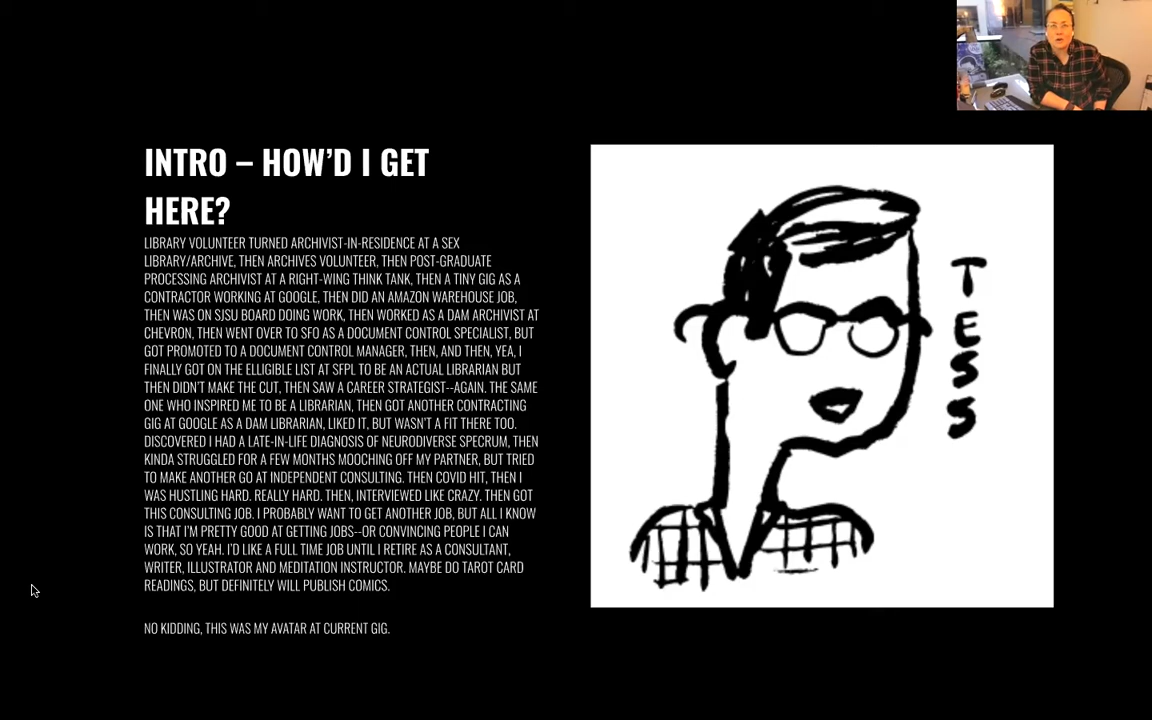 INTRO – HOW'D I GET
HERE?
LIBRARY VOLUNTEER TURNED ARCHIVIST-IN-RESIDENCE AT A SEX
LIBRARY/ARCHIVE, THEN ARCHIVES VOLUNTEER, THEN POST-GRADUATE
PROCESSING ARCHIVIST AT A RIGHT-WING THINK TANK, THEN A TINY GIG AS A
CONTRACTOR WORKING AT GOOGLE, THEN DID AN AMAZON WAREHOUSE JOB,
THEN WAS ON SJSU BOARD DOING WORK, THEN WORKED AS A DAM ARCHIVIST AT
CHEVRON, THEN WENT OVER TO SFO AS A DOCUMENT CONTROL SPECIALIST, BUT
GOT PROMOTED TO A DOCUMENT CONTROL MANAGER, THEN, AND THEN, YEA, I
FINALLY GOT ON THE ELLIGIBLE LIST AT SFPL TO BE AN ACTUAL LIBRARIAN BUT
THEN DIDN'T MAKE THE CUT, THEN SAW A CAREER STRATEGIST--AGAIN. THE SAME
ONE WHO INSPIRED ME TO BE A LIBRARIAN, THEN GOT ANOTHER CONTRACTING
GIG AT GOOGLE AS A DAM LIBRARIAN, LIKED IT, BUT WASN'T A FIT THERE TOO.
DISCOVERED I HAD A LATE-IN-LIFE DIAGNOSIS OF NEURODIVERSE SPECRUM, THEN
KINDA STRUGGLED FOR A FEW MONTHS MOOCHING OFF MY PARTNER, BUT TRIED
TO MAKE ANOTHER GO AT INDEPENDENT CONSULTING. THEN COVID HIT, THEN I
WAS HUSTLING HARD. REALLY HARD. THEN, INTERVIEWED LIKE CRAZY. THEN GOT
THIS CONSULTING JOB. I PROBABLY WANT TO GET ANOTHER JOB, BUT ALL I KNOW
IS THAT I'M PRETTY GOOD AT GETTING JOBS--OR CONVINCING PEOPLE I CAN
WORK, SO YEAH. I'D LIKE A FULL TIME JOB UNTIL I RETIRE AS A CONSULTANT,
WRITER, ILLUSTRATOR AND MEDITATION INSTRUCTOR. MAYBE DO TAROT CARD
READINGS, BUT DEFINITELY WILL PUBLISH COMICS.
NO KIDDING, THIS WAS MY AVATAR AT CURRENT GIG.
TESS